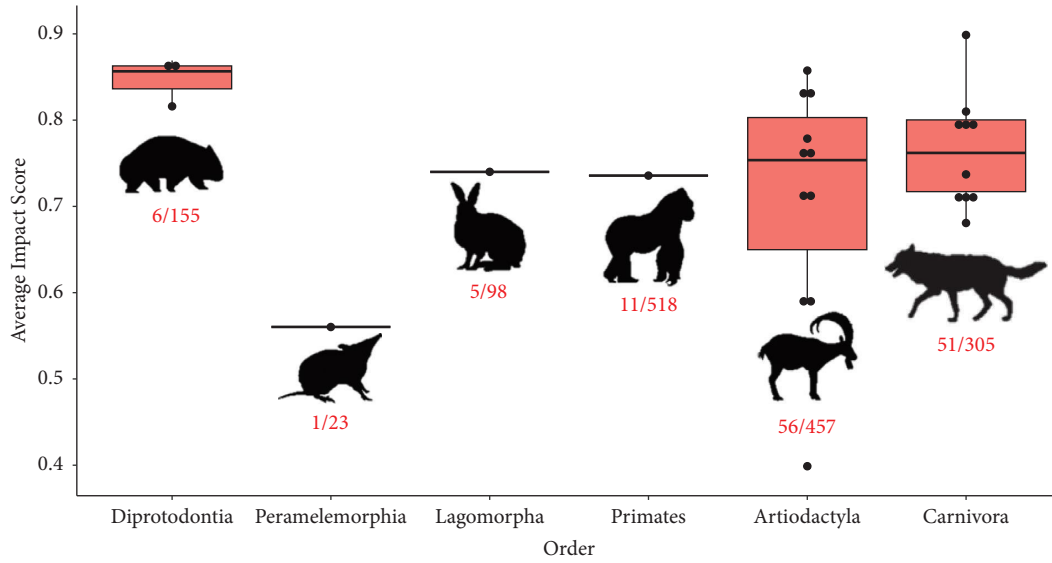 Average Impact Score
0.9
0.8
0.7
0.6
0.5
0.4
6/155
1/23
5/98
11/518
56/457
51/305
Diprotodontia
Peramelemorphia
Lagomorpha
Primates
Artiodactyla
Carnivora
Order